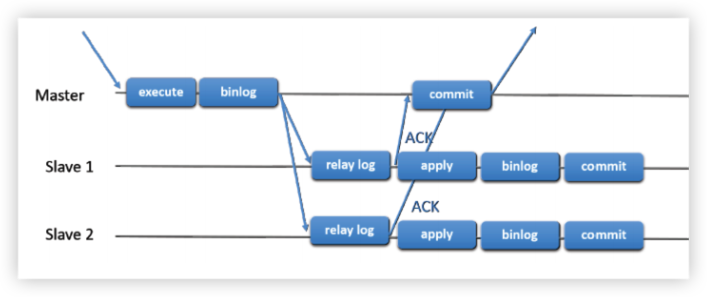 Master execute binlog commit
ACK
Slave 1 relay log apply binlog commit
ACK
Slave 2 relay log apply binlog commit